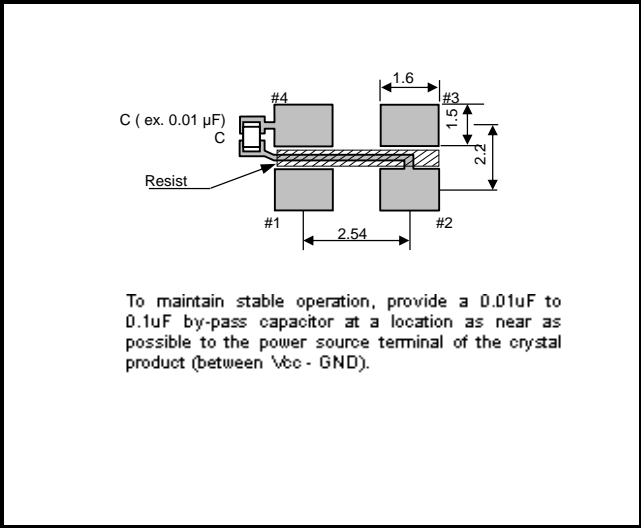 1.6
#4
#3
C ( ex. 0.01 µF)
C
1.5
2.2
Resist
#1
#2
2.54
To maintain stable operation, provide a 0.01uF to
0.1uF by-pass capacitor at a location as near as
possible to the power source terminal of the crystal
product (between Vcc - GND).